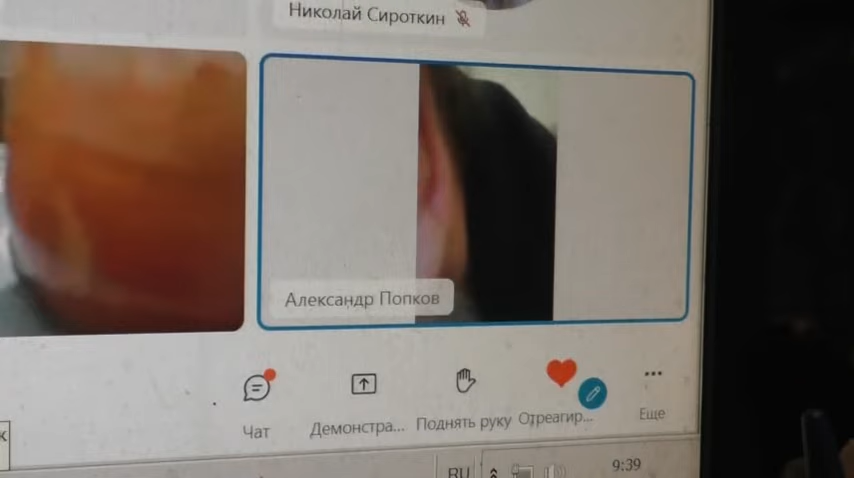 Николай Сироткин
Александр Попков
Чат
Демонстра...
Поднять руку
Отреагир...
Еще
к
RU
9:39